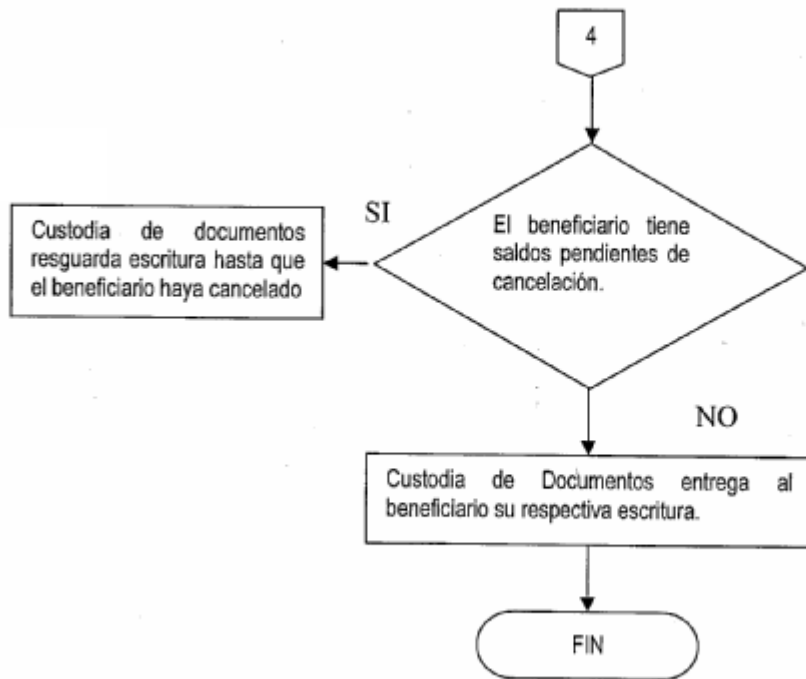 4
El beneficiario tiene
saldos pendientes de
cancelación.
SI
Custodia de documentos
resguarda escritura hasta que
el beneficiario haya cancelado
NO
Custodia de Documentos entrega al
beneficiario su respectiva escritura.
FIN